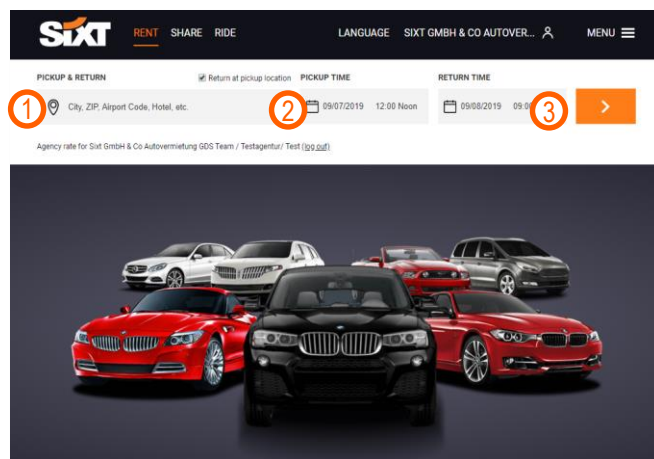 SIXT RENT SHARE RIDE LANGUAGE SIXT GMBH & CO AUTOVER... MENU
PICKUP & RETURN Return at pickup location PICKUP TIME RETURN TIME
1 City, ZIP, Airport Code, Hotel, etc. 2 09/07/2019 12:00 Noon 09/08/2019 3
Agency rate for Sixt GmbH & Co Autovermietung GDS Team / Testagentur/ Test (log out)